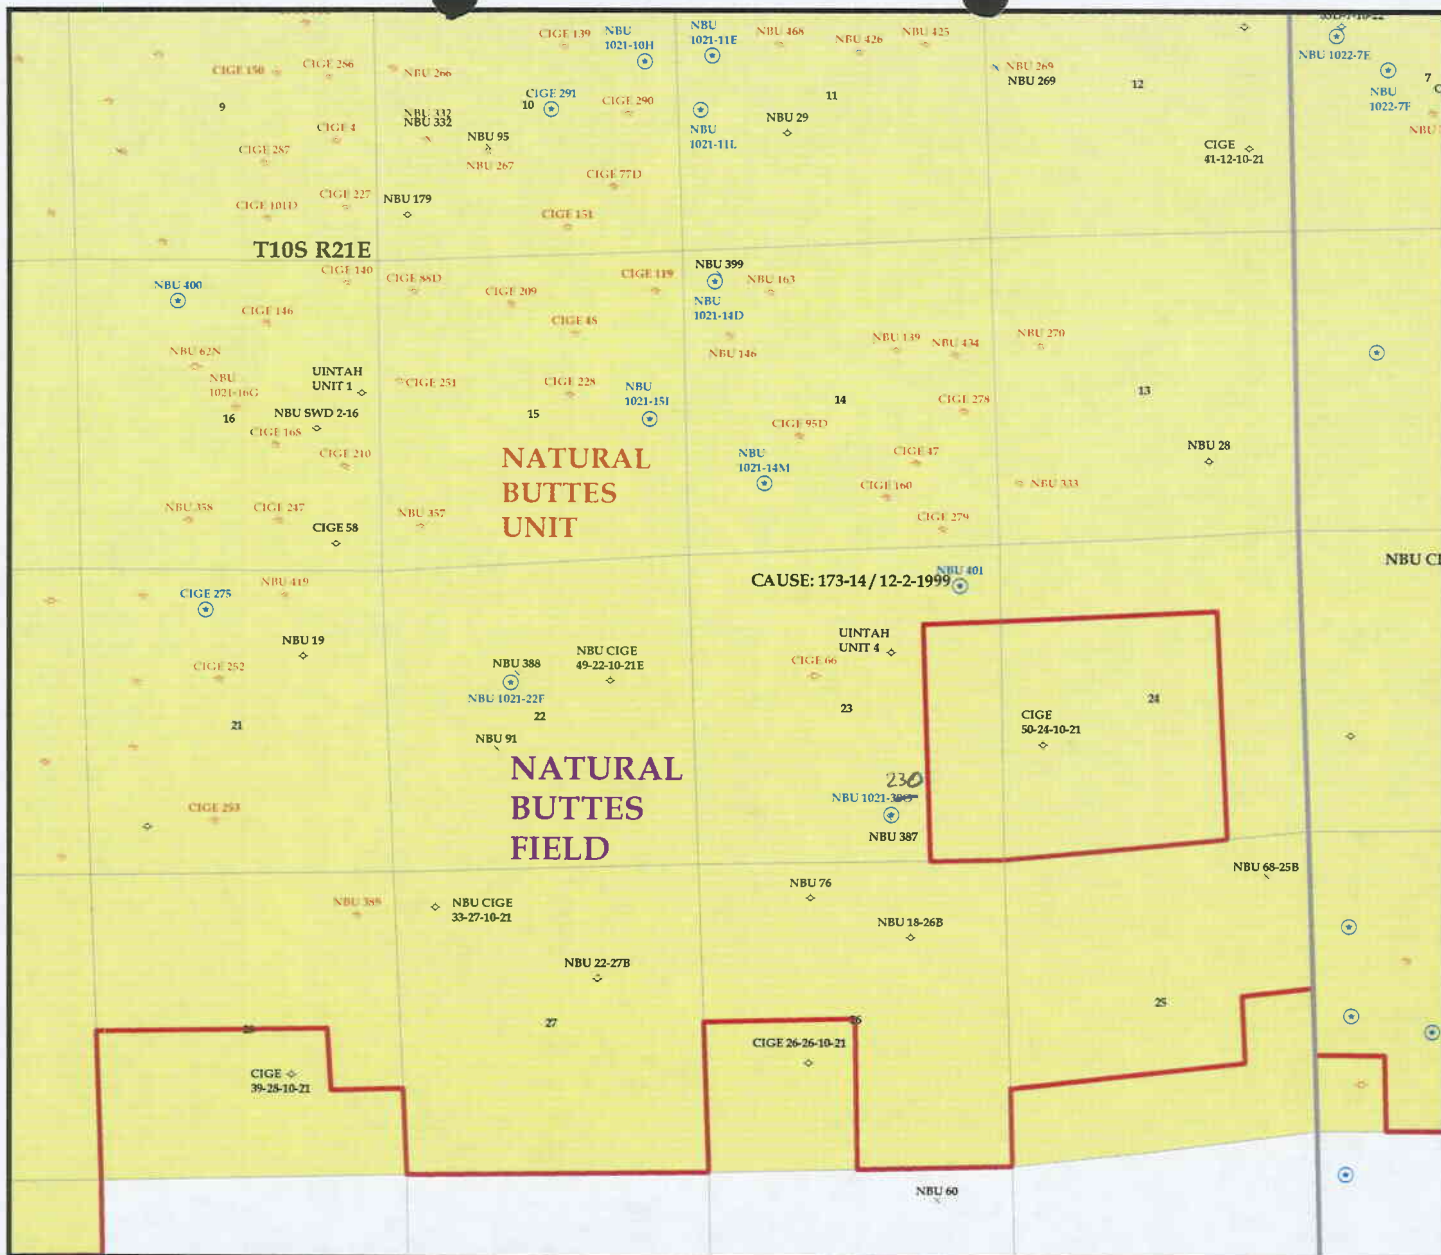 CIGE 139
NBU
1021-10H
NBU
1021-11E
NBU 468
NBU 426
NBU 425
NBU 1022-7E
CIGE 150
CIGE 286
NBU 266
NBU 269
NBU 269
12
7
NBU
1022-7F
9
10
CIGE 291
CIGE 290
11
NBU 332
NBU 332
NBU 29
CIGE 4
NBU 95
NBU
1021-11L
CIGE
41-12-10-21
CIGE 287
NBU 267
CIGE 77D
CIGE 227
NBU 179
CIGE 101D
CIGE 151
T10S R21E
CIGE 140
CIGE 88D
CIGE 119
NBU 399
NBU 163
NBU 400
CIGE 209
NBU
1021-14D
CIGE 146
CIGE 48
NBU 62N
NBU 146
NBU 139
NBU 434
NBU 270
NBU
1021-16G
UINTAH
UNIT 1
CIGE 251
CIGE 228
NBU
1021-15I
13
14
CIGE 278
16
NBU SWD 2-16
15
CIGE 168
CIGE 95D
CIGE 210
NATURAL
BUTTES
UNIT
NBU
1021-14M
CIGE 47
NBU 28
CIGE 160
NBU 333
NBU 358
CIGE 247
CIGE 58
NBU 357
CIGE 279
NBU CI
NBU 401
CAUSE: 173-14 / 12-2-1999
NBU 419
CIGE 275
NBU 19
UINTAH
UNIT 4
NBU CIGE
49-22-10-21E
CIGE 252
NBU 388
NBU 1021-22F
CIGE 66
24
21
22
23
CIGE
50-24-10-21
NBU 91
NATURAL
BUTTES
FIELD
230
NBU 1021-
CIGE 253
NBU 387
NBU 68-25B
NBU 76
NBU 389
NBU CIGE
33-27-10-21
NBU 18-26B
NBU 22-27B
25
28
27
26
CIGE 26-26-10-21
CIGE
39-28-10-21
NBU 60